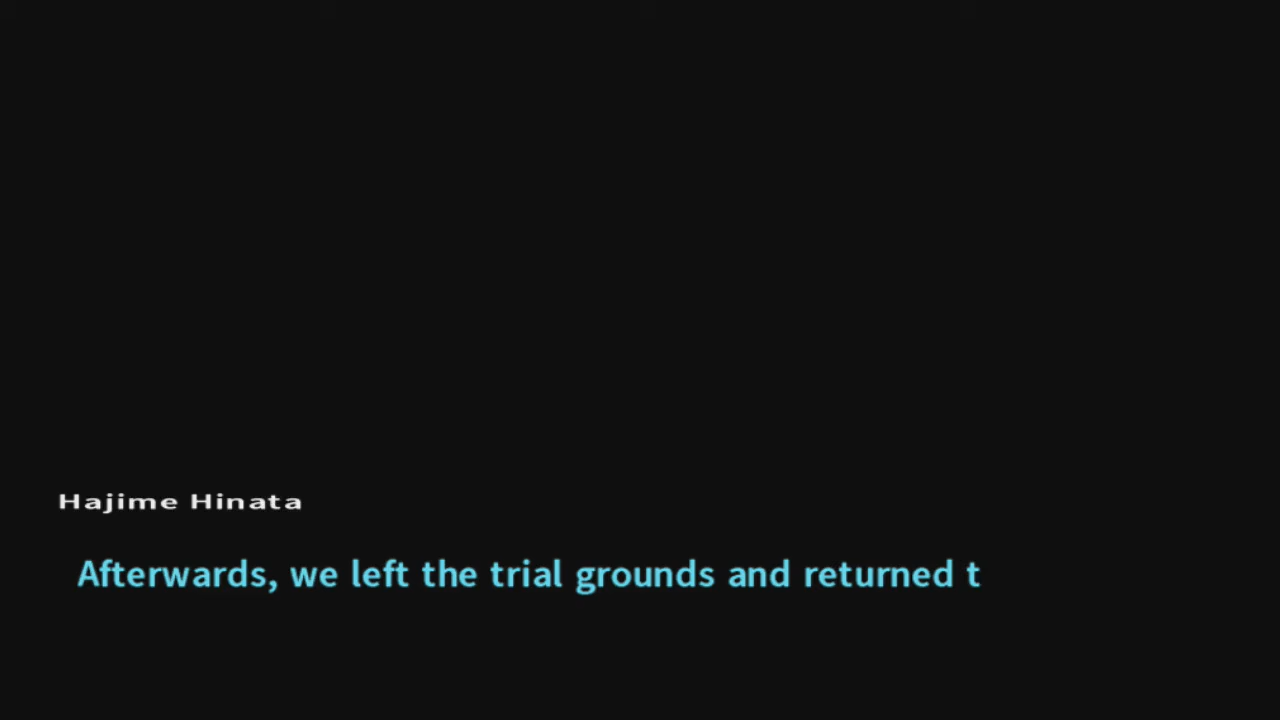 Hajime Hinata
Afterwards, we left the trial grounds and returned t